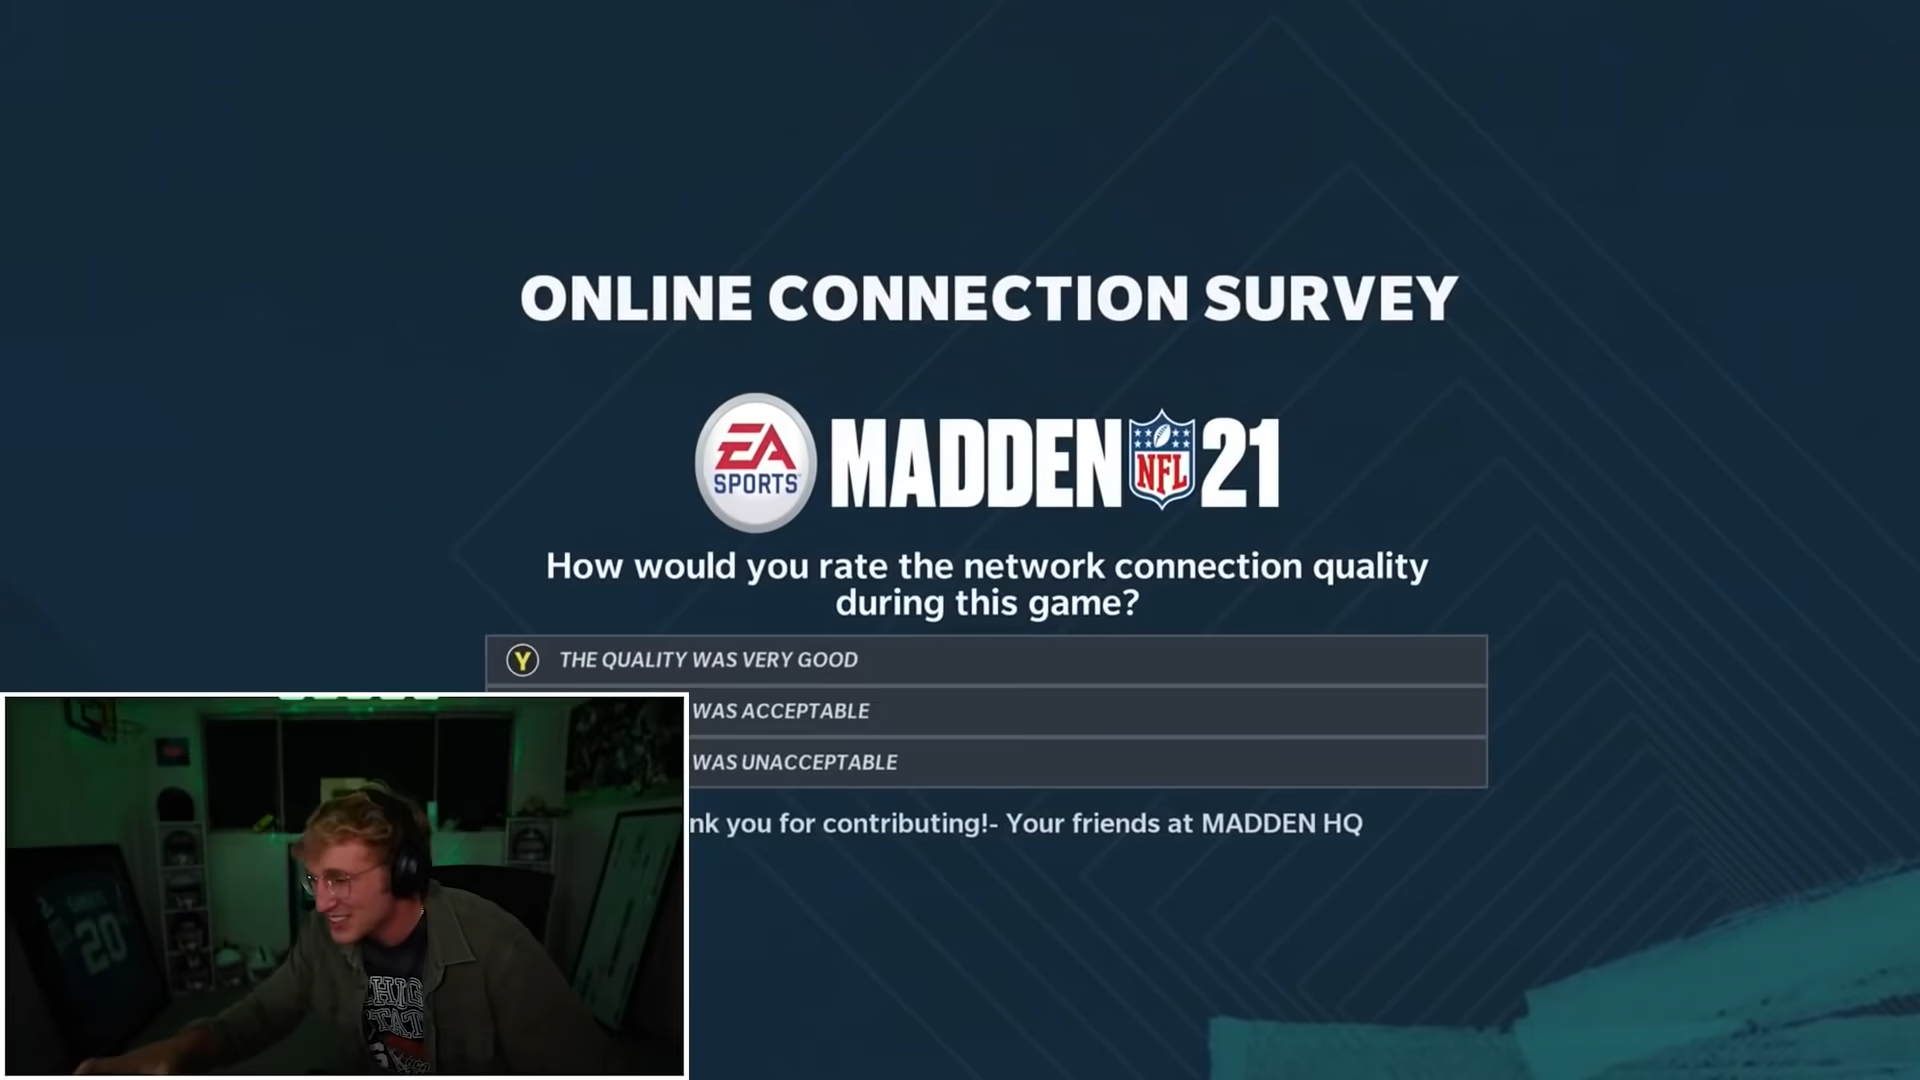 ONLINE CONNECTION SURVEY
EA
SPORTS
MADDEN NFL 21
How would you rate the network connection quality
during this game?
Y THE QUALITY WAS VERY GOOD
WAS ACCEPTABLE
WAS UNACCEPTABLE
nk you for contributing!- Your friends at MADDEN HQ
20